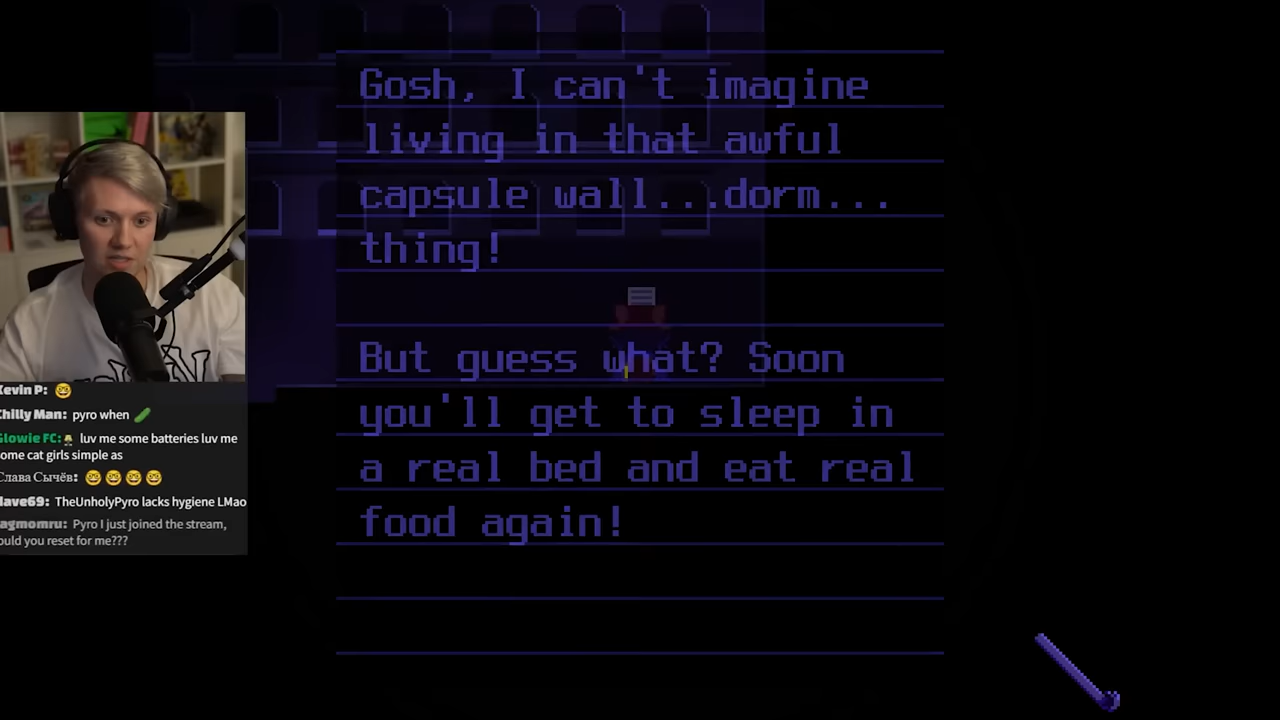 Gosh, I can't imagine
living in that awful
capsule wall...dorm...
thing!
But guess what? Soon
you'll get to sleep in
a real bed and eat real
food again!
Kevin P: 🤓
Chilly Man: pyro when 🥒
Glowie FC: luv me some batteries luv me
some cat girls simple as
Слава Сычёв: 🤓 🤓 🤓 🤓
dave69: TheUnholyPyro lacks hygiene LMao
agmomru: Pyro I just joined the stream,
ould you reset for me???